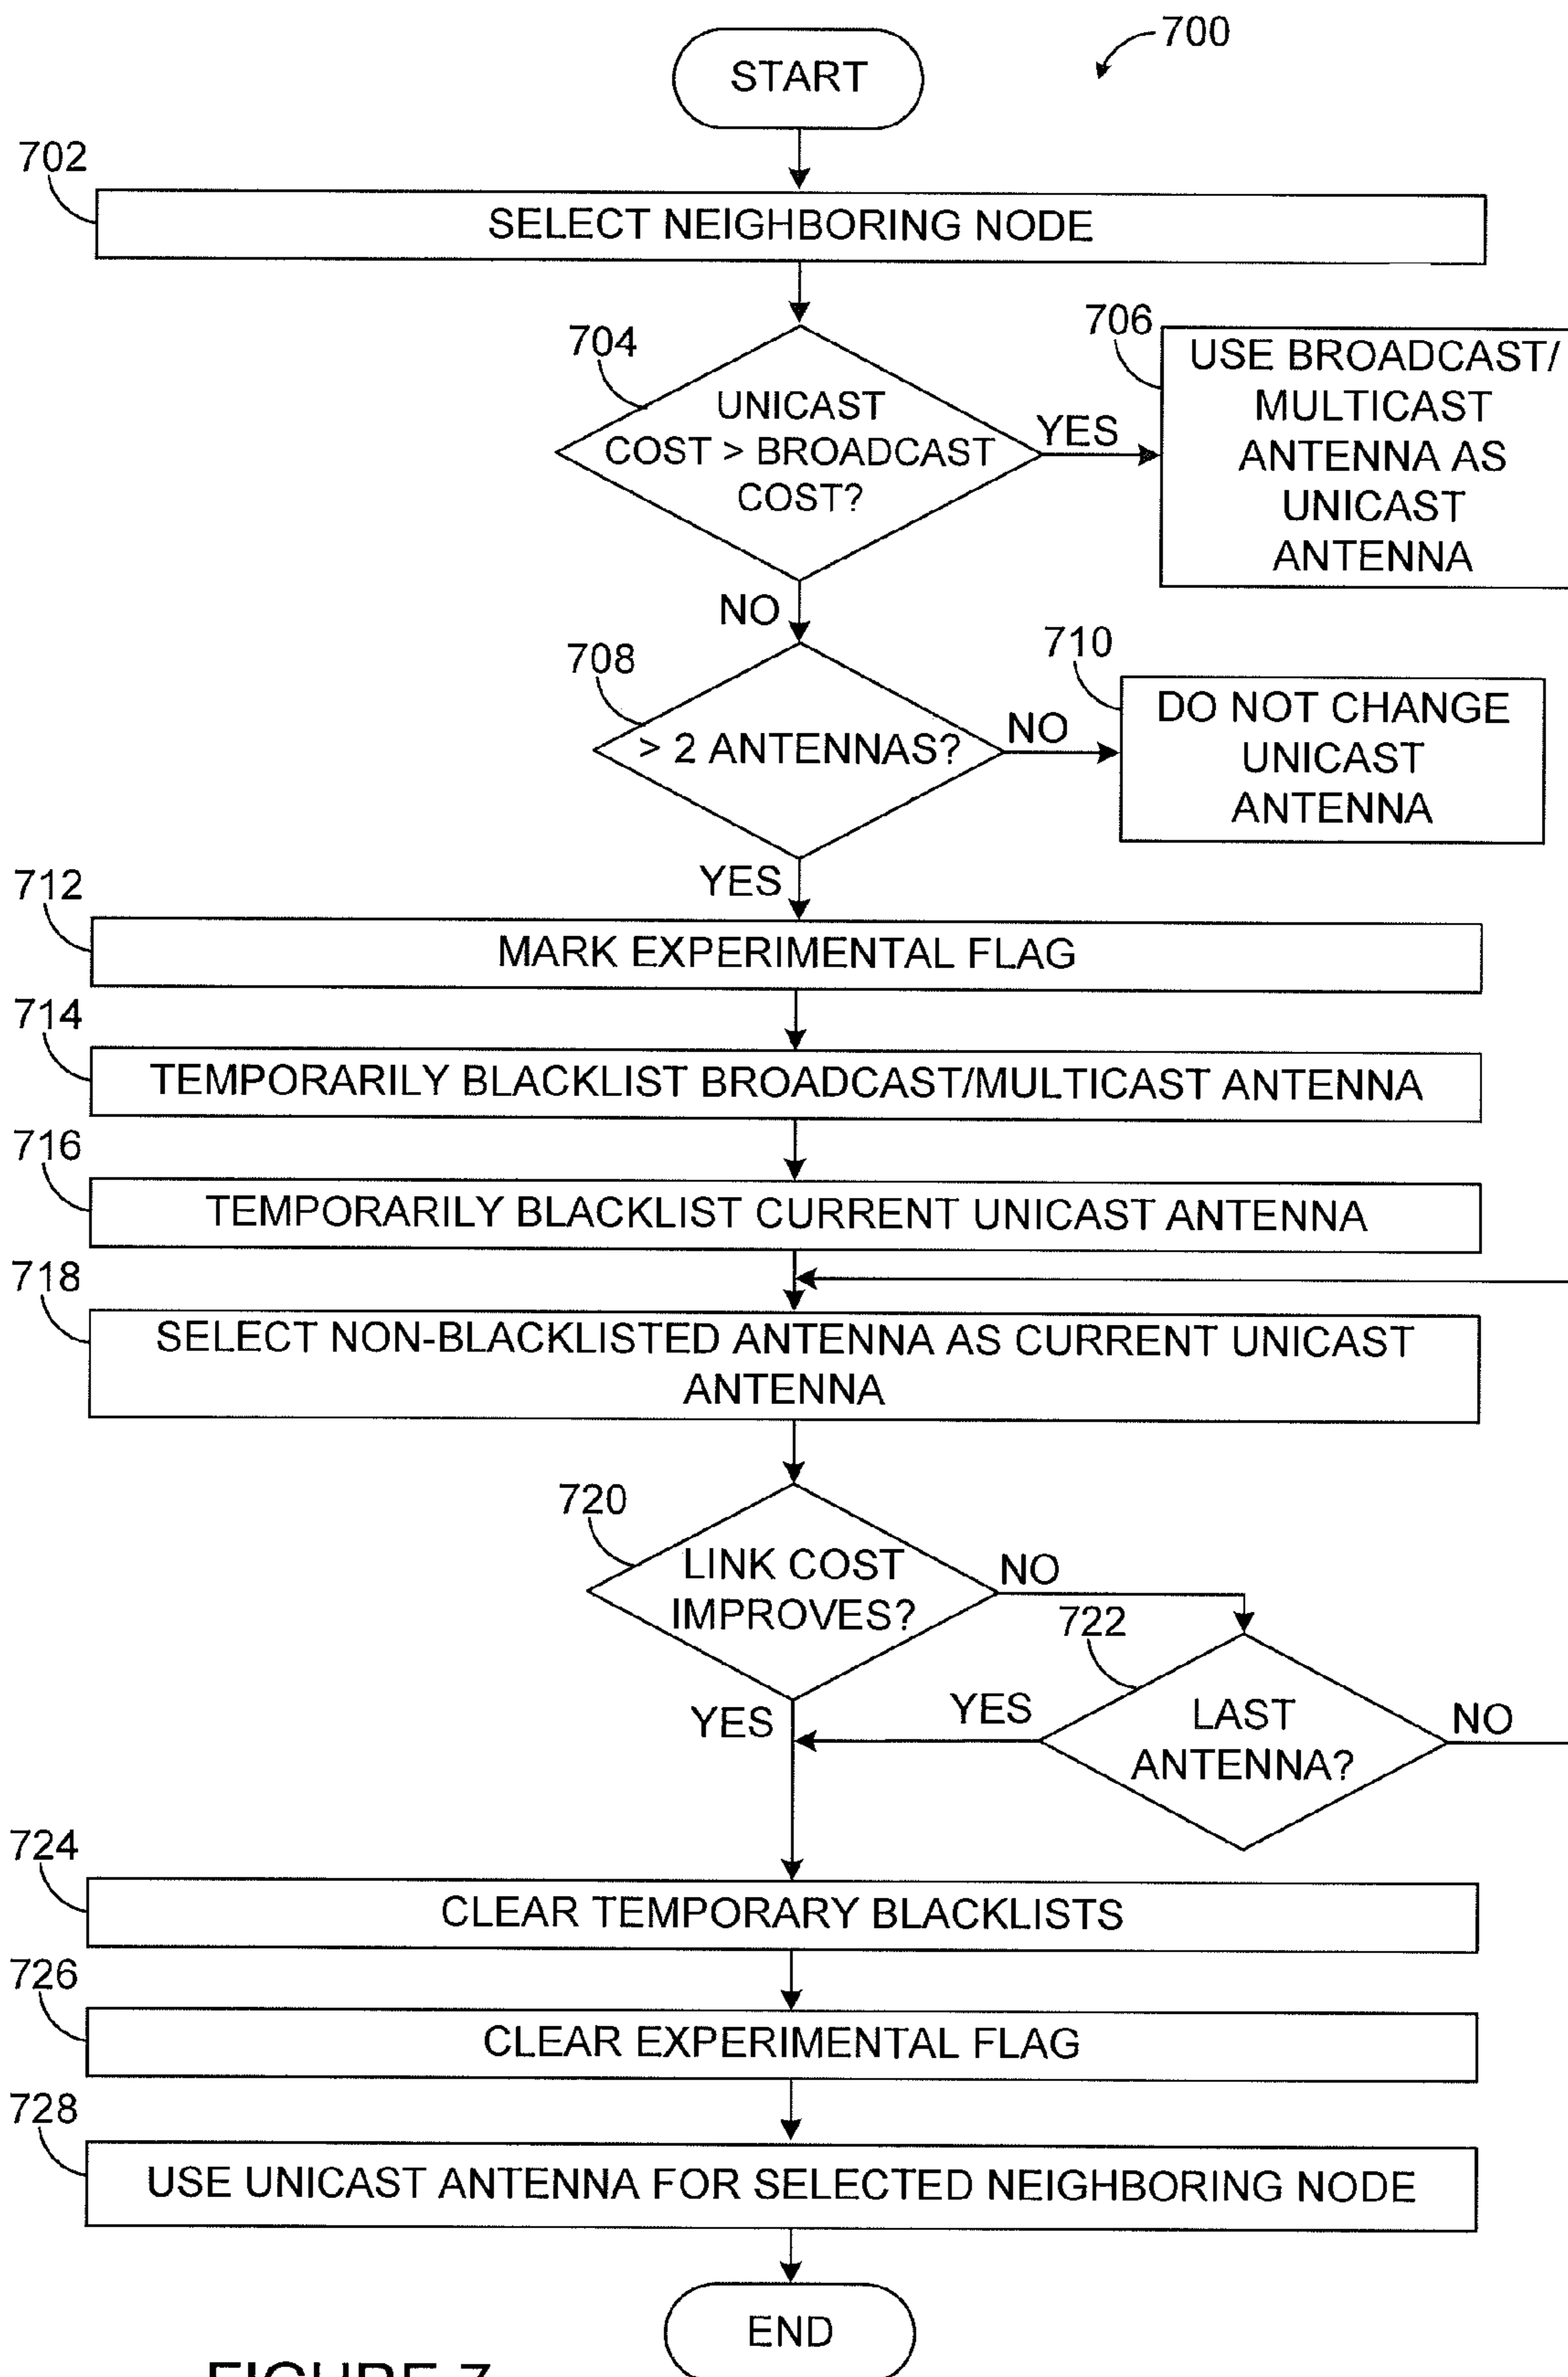 700
START
702
SELECT NEIGHBORING NODE
704
UNICAST
COST > BROADCAST
COST?
YES
706
USE BROADCAST/
MULTICAST
ANTENNA AS
UNICAST
ANTENNA
NO
708
> 2 ANTENNAS?
NO
710
DO NOT CHANGE
UNICAST
ANTENNA
YES
712
MARK EXPERIMENTAL FLAG
714
TEMPORARILY BLACKLIST BROADCAST/MULTICAST ANTENNA
716
TEMPORARILY BLACKLIST CURRENT UNICAST ANTENNA
718
SELECT NON-BLACKLISTED ANTENNA AS CURRENT UNICAST
ANTENNA
720
LINK COST
IMPROVES?
NO
722
LAST
ANTENNA?
YES
NO
YES
724
CLEAR TEMPORARY BLACKLISTS
726
CLEAR EXPERIMENTAL FLAG
728
USE UNICAST ANTENNA FOR SELECTED NEIGHBORING NODE
END
FIGURE 7